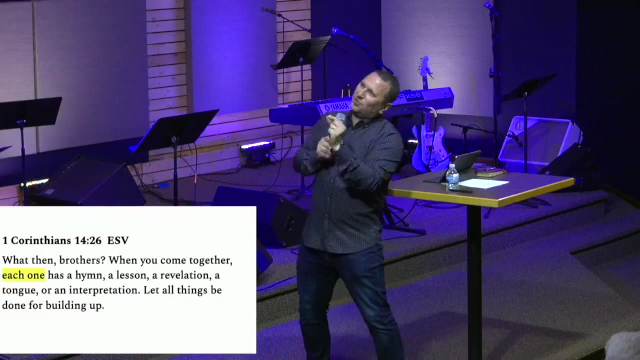 YAMAHA
1 Corinthians 14:26 ESV
What then, brothers? When you come together,
each one has a hymn, a lesson, a revelation, a
tongue, or an interpretation. Let all things be
done for building up.